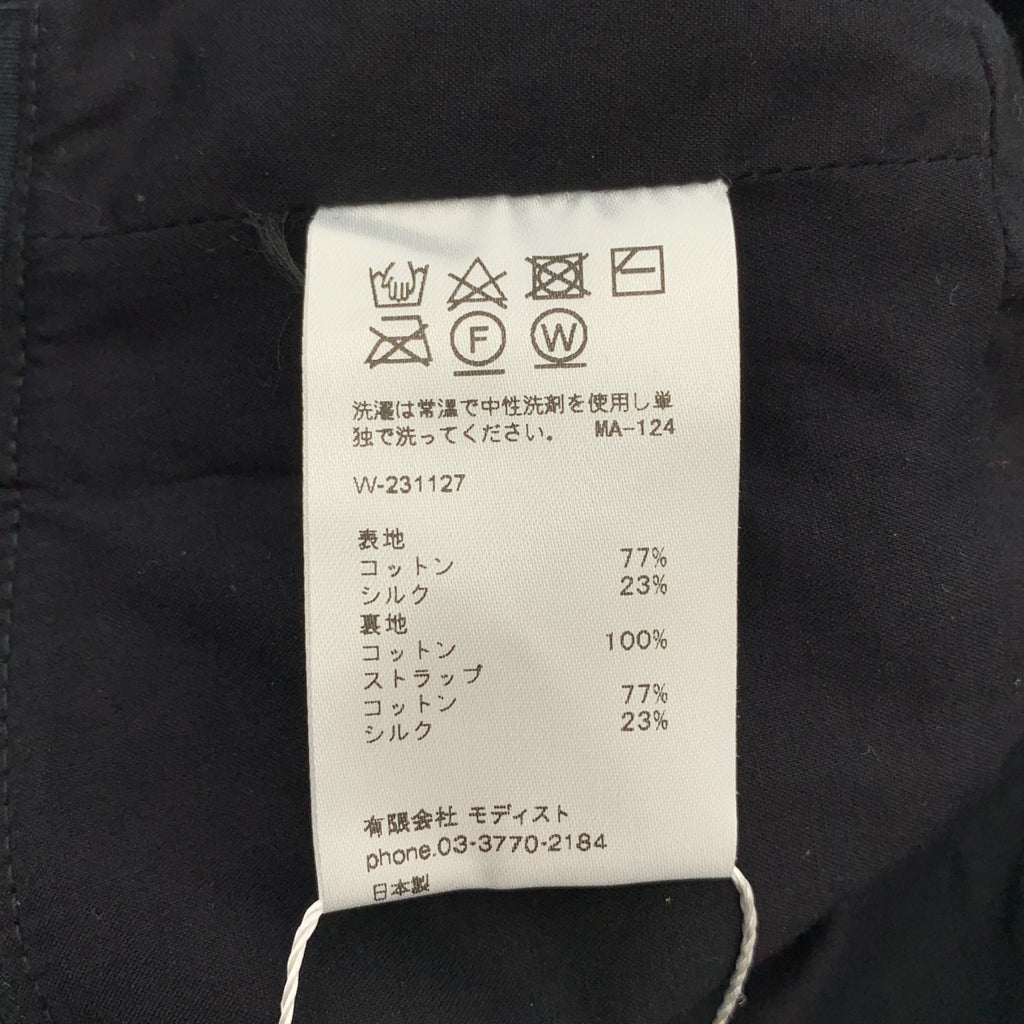 F W
洗濯は常温で中性洗剤を使用し単
独で洗ってください。 MA-124
W-231127
表地
コットン 77%
シルク 23%
裏地
コットン 100%
ストラップ
コットン 77%
シルク 23%
有限会社 モディスト
phone.03-3770-2184
日本製